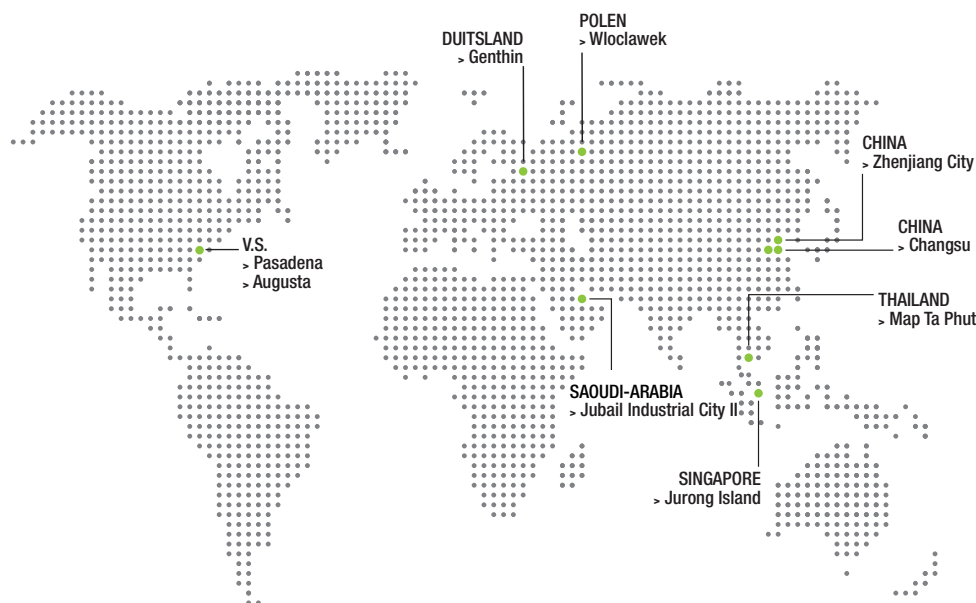 POLEN
> Wloclawek
DUITSLAND
> Genthin
CHINA
> Zhenjiang City
CHINA
> Changsu
V.S.
> Pasadena
> Augusta
THAILAND
> Map Ta Phut
SAOUDI-ARABIA
> Jubail Industrial City II
SINGAPORE
> Jurong Island